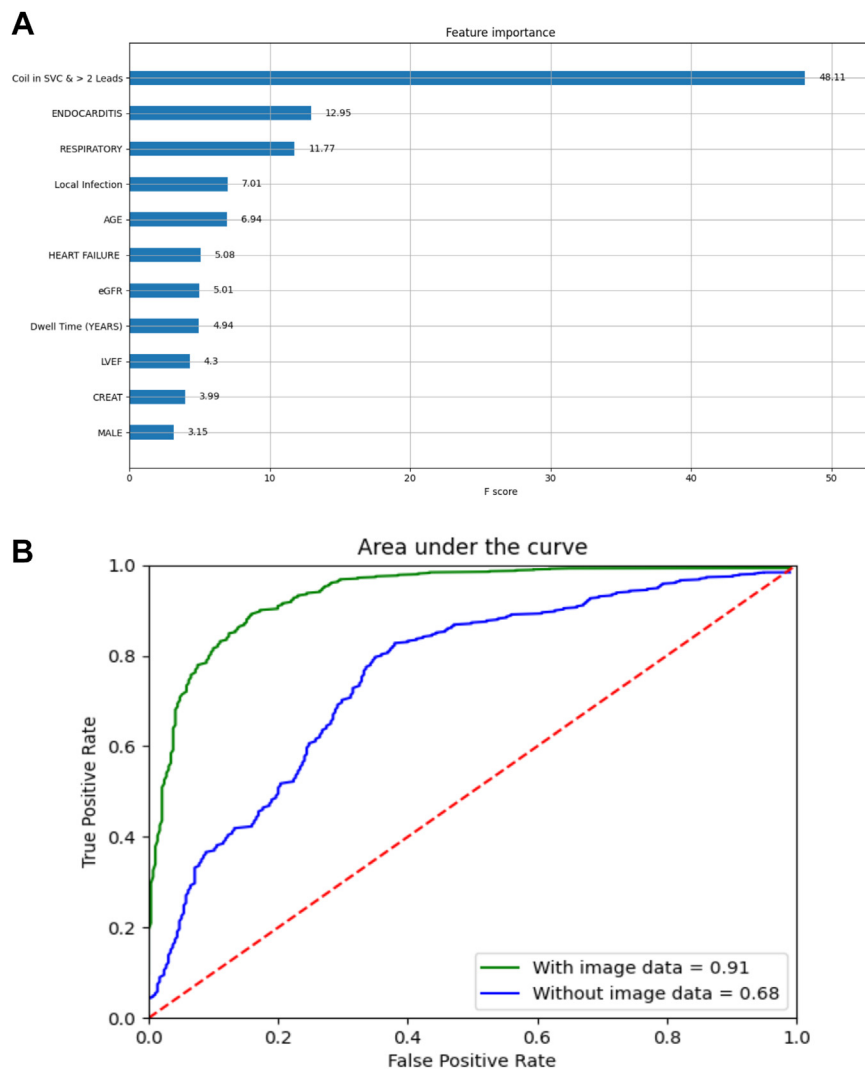 A
Feature importance
Coil in SVC & > 2 Leads
48.11
ENDOCARDITIS
12.95
RESPIRATORY
11.77
Local Infection
7.01
AGE
6.94
HEART FAILURE
5.08
eGFR
5.01
Dwell Time (YEARS)
4.94
LVEF
4.3
CREAT
3.99
MALE
3.15
0 10 20 30 40 50
F score
B
Area under the curve
1.0
0.8
0.6
0.4
0.2
0.0
True Positive Rate
With image data = 0.91
Without image data = 0.68
0.0 0.2 0.4 0.6 0.8 1.0
False Positive Rate